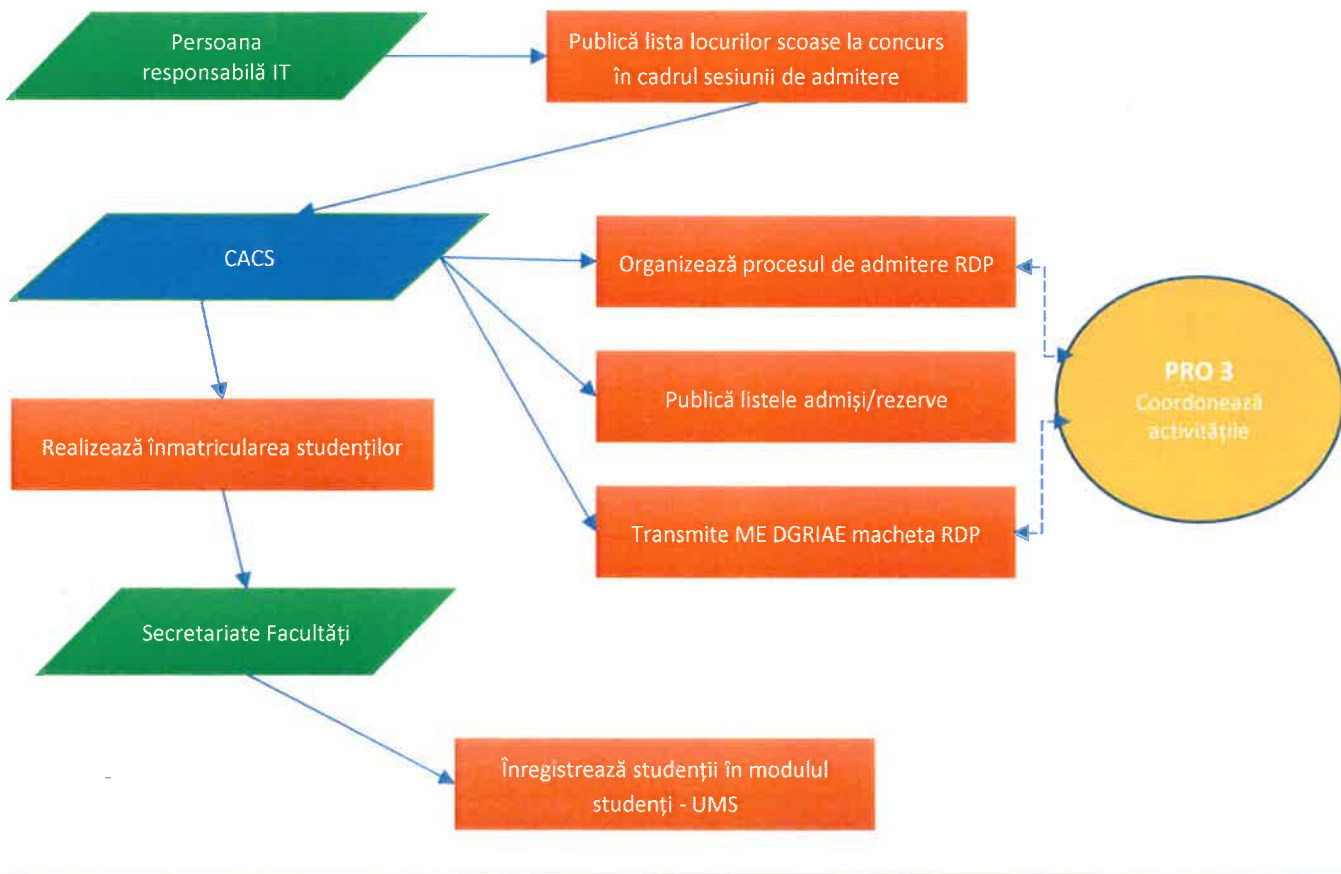 Persoana
responsabilă IT
Publică lista locurilor scoase la concurs
în cadrul sesiunii de admitere
CACS
Organizează procesul de admitere RDP
Publică listele admiși/rezerve
PRO 3
Coordonează
activitățile
Realizează înmatricularea studenților
Transmite ME DGRIAE macheta RDP
Secretariate Facultăți
Înregistrează studenții în modulul
studenți - UMS